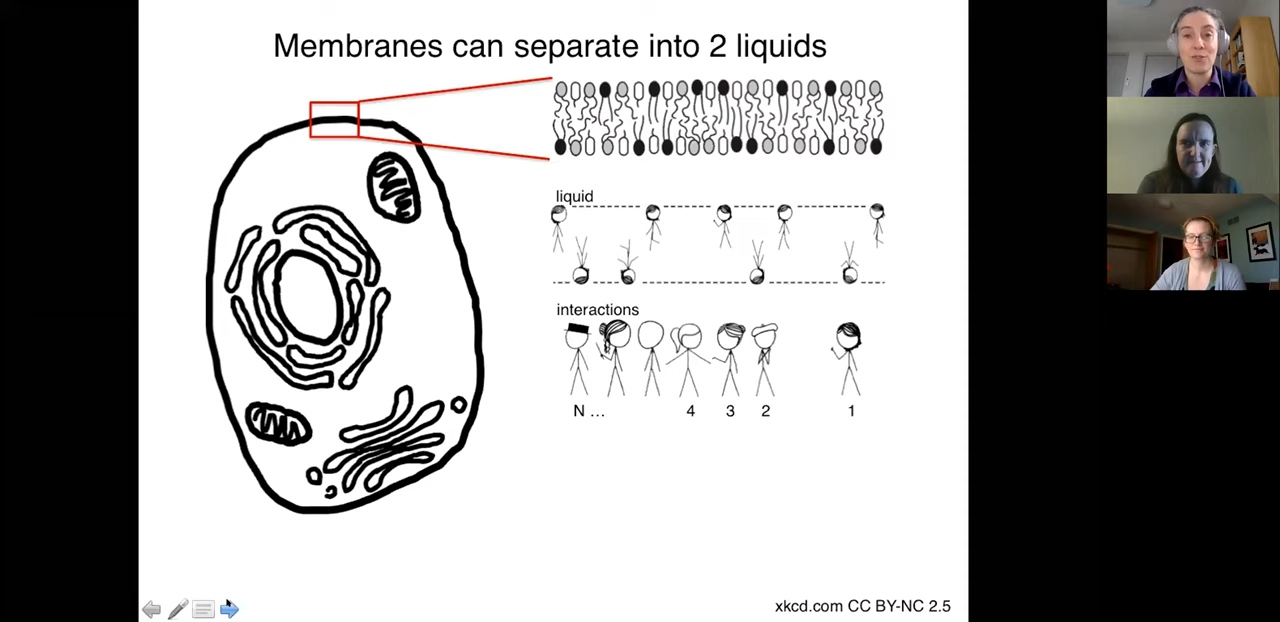 Membranes can separate into 2 liquids
liquid
interactions
N ... 4 3 2 1
xkcd.com CC BY-NC 2.5